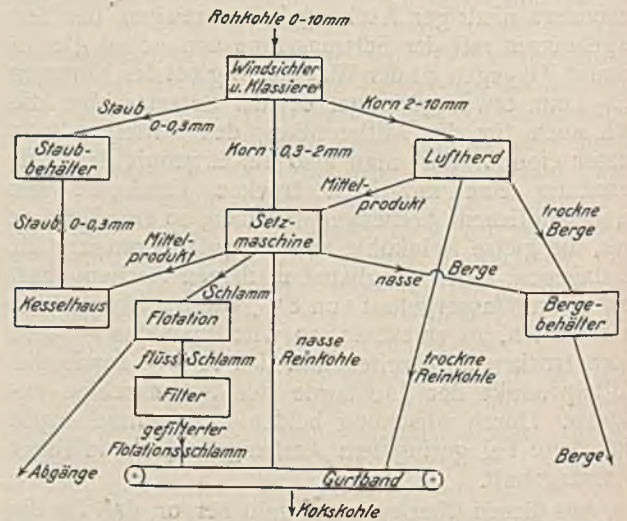 Rohkohle 0-10mm
Windsichter
u. Klassierer
Staub
0-0,3mm
Korn 2-10mm
Staub-
behälter
Korn 0,3-2mm
Luftherd
Mittel-
produkt
trockne
Berge
Staub 0-0,3mm
Setz-
maschine
Mittel-
produkt
nasse Berge
Schlamm
Kesselhaus
Flotation
Berge-
behälter
flüss. Schlamm
nasse
Reinkohle
trockne
Reinkohle
Filter
gefilterter
Flotationsschlamm
Abgänge
Berge
Gurtband
Kokskohle